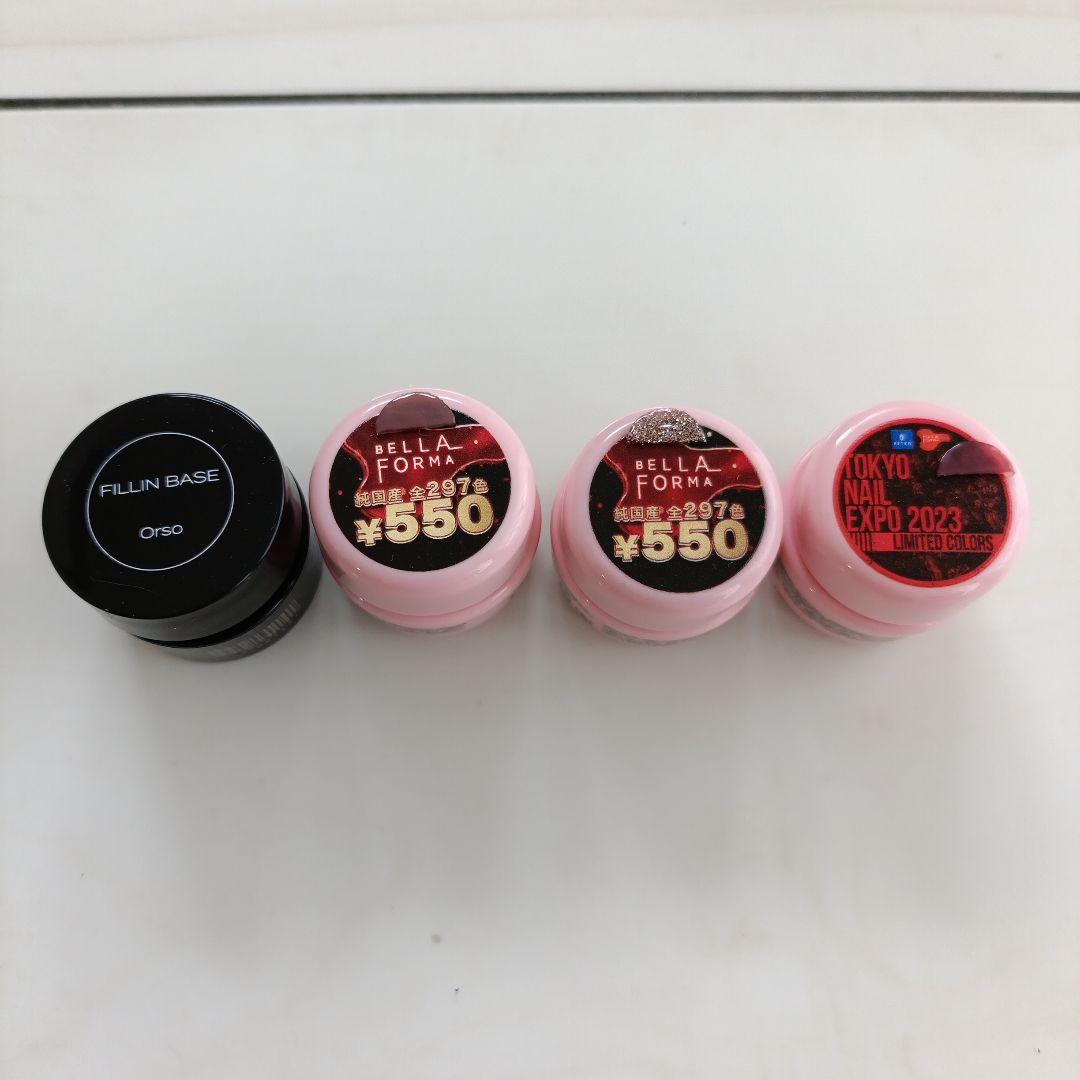 FILLIN BASE
Orso
BELLA
FORMA
純国産 全297色
¥550
BELLA
FORMA
純国産 全297色
¥550
TOKYO
NAIL
EXPO 2023
LIMITED COLORS